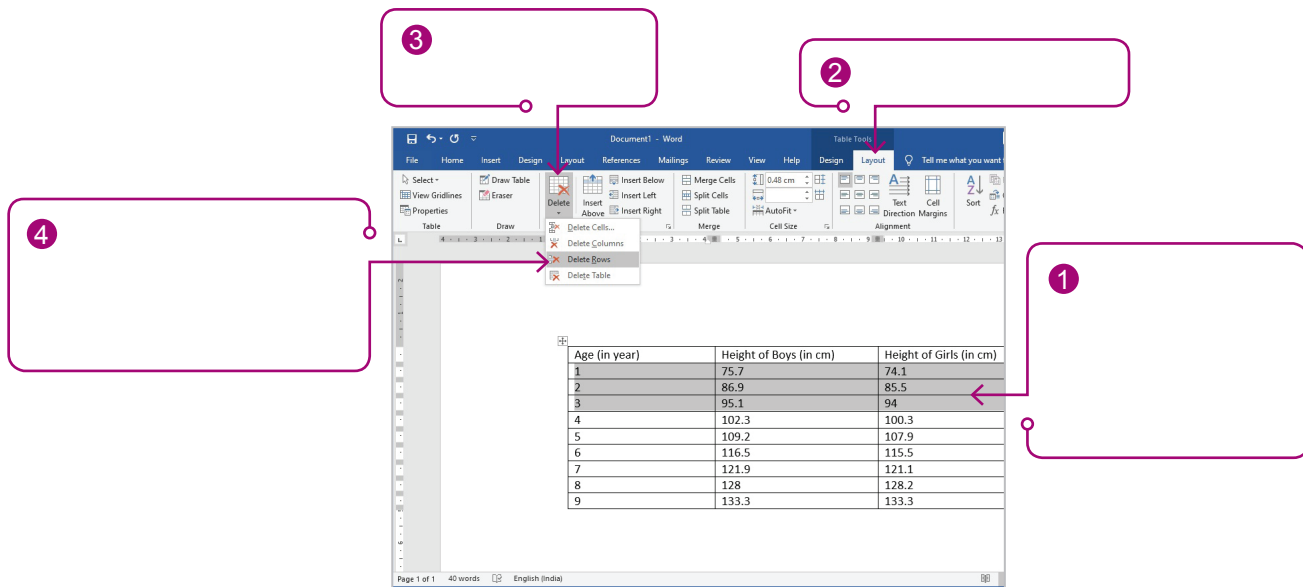 3
2
Document1 - Word
Table Tools
File Home Insert Design Layout References Mailings Review View Help Design Layout Tell me what you want
Select
Draw Table
Insert Below
Merge Cells
0.48 cm
View Gridlines
Eraser
Delete
Insert Above
Insert Left
Split Cells
Text Direction
Cell Margins
Sort
Properties
Insert Right
Split Table
AutoFit
Table
Draw
Merge
Cell Size
Alignment
4
Delete Cells...
Delete Columns
Delete Rows
Delete Table
1
Age (in year) Height of Boys (in cm) Height of Girls (in cm)
1 75.7 74.1
2 86.9 85.5
3 95.1 94
4 102.3 100.3
5 109.2 107.9
6 116.5 115.5
7 121.9 121.1
8 128 128.2
9 133.3 133.3
Page 1 of 1 40 words English (India)